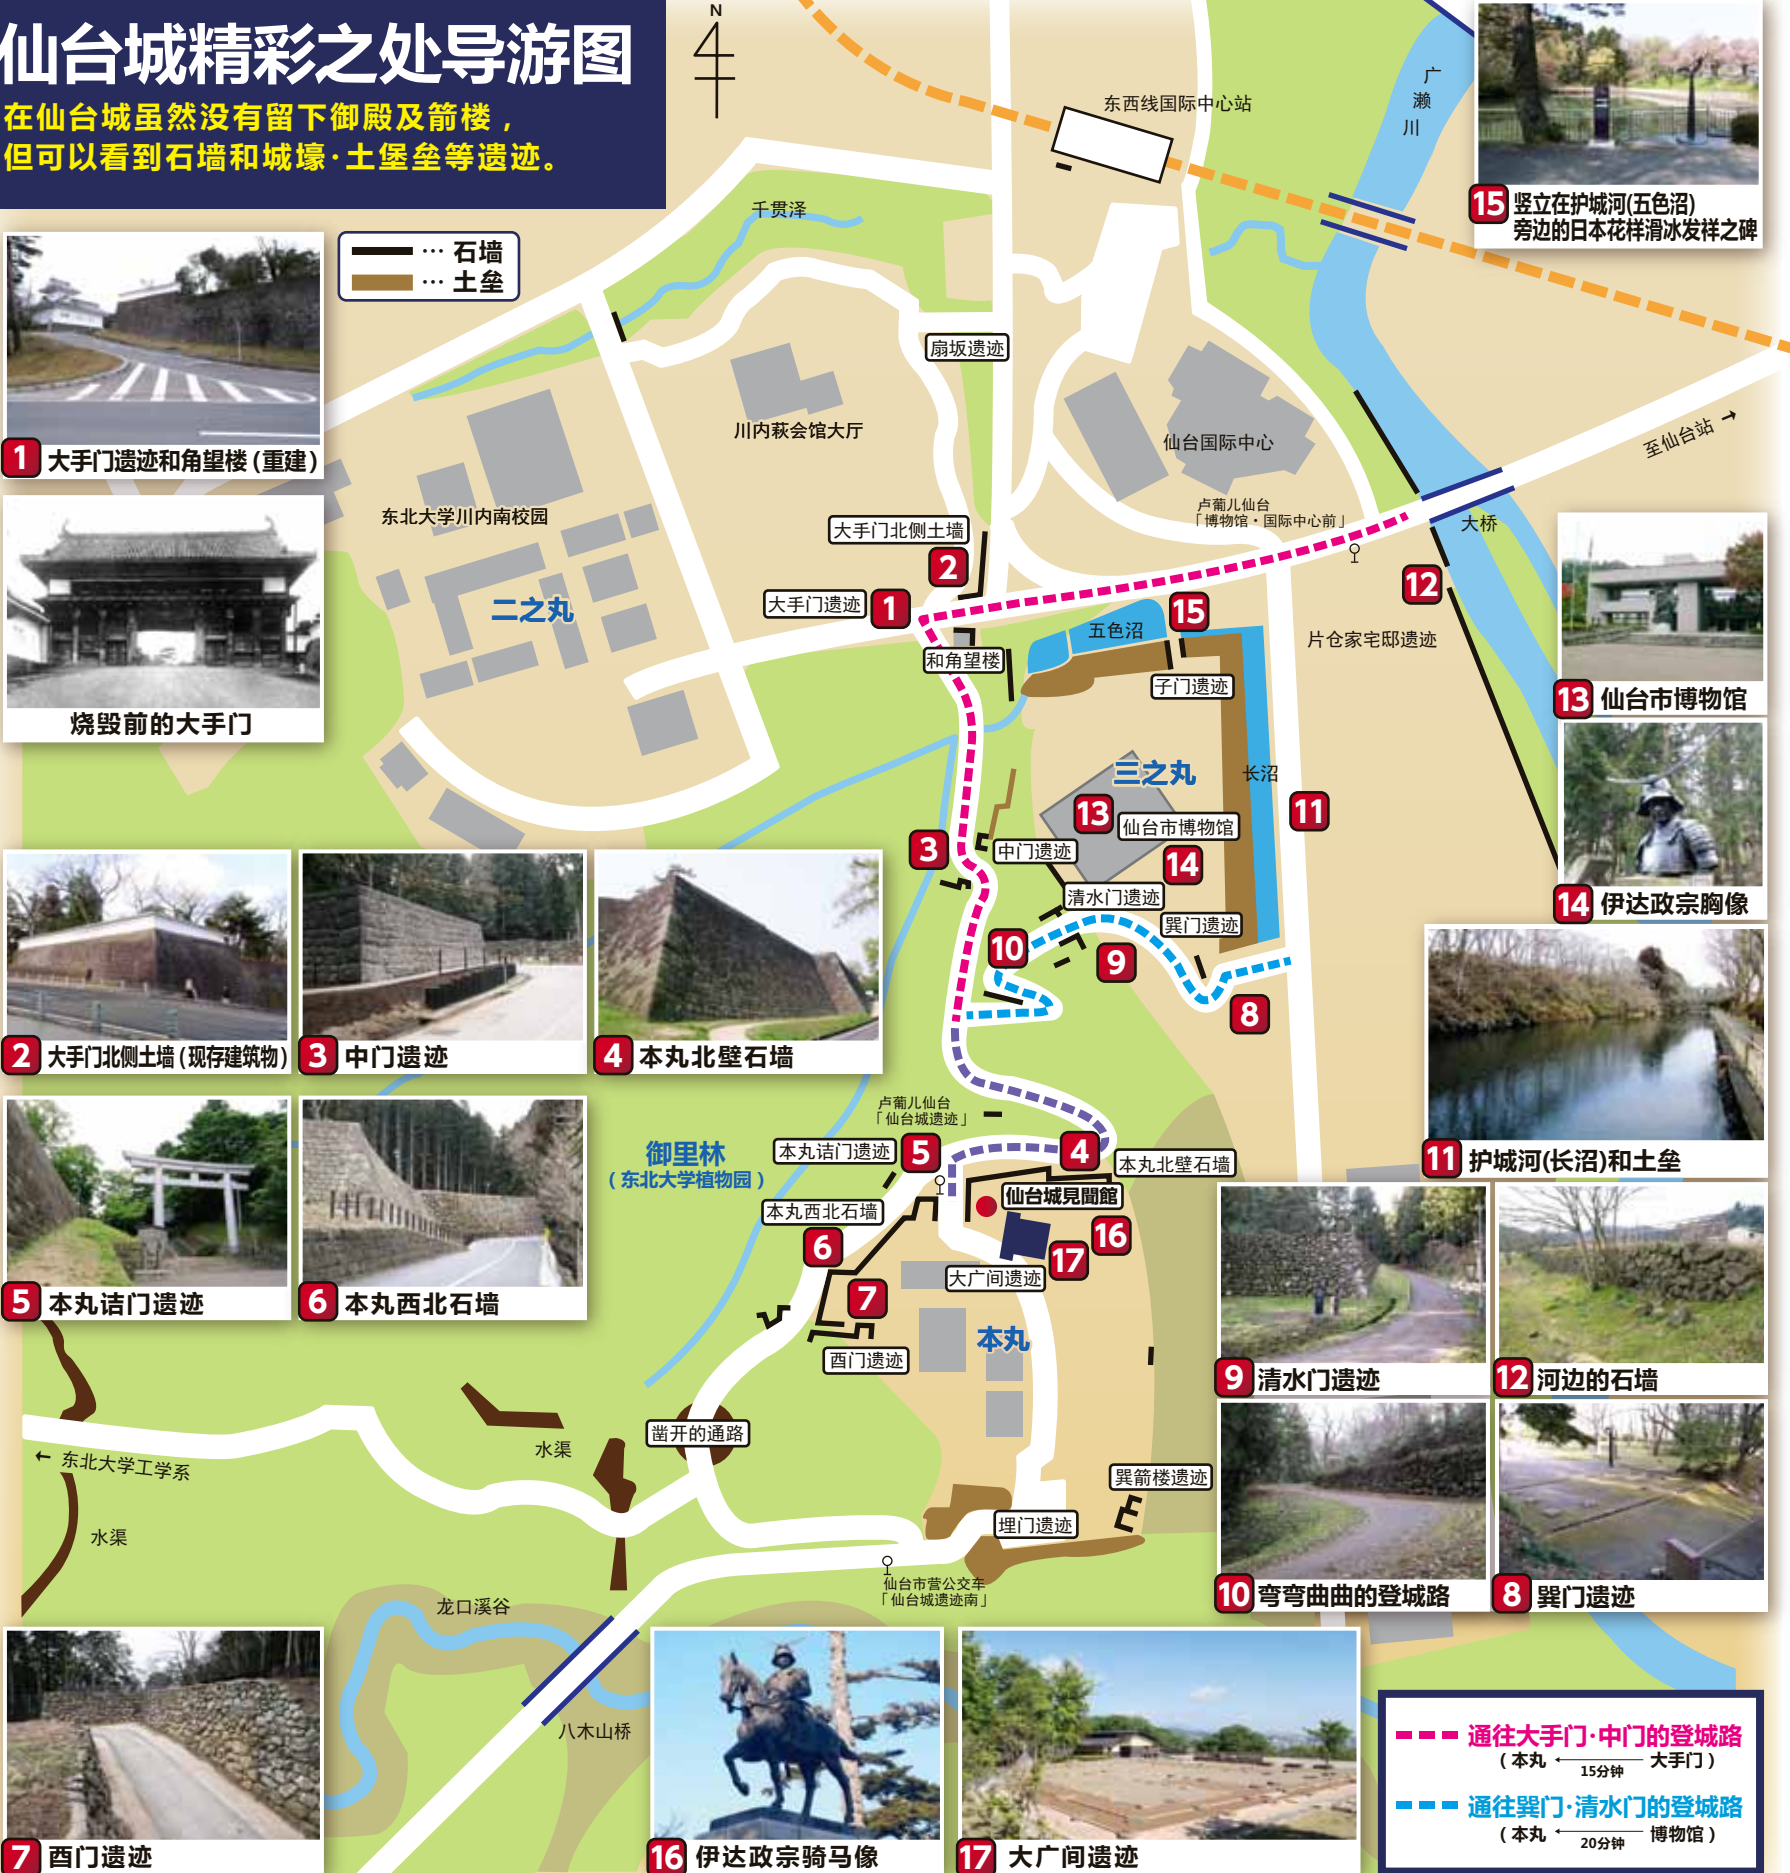 仙台城精彩之处导游图
在仙台城虽然没有留下御殿及箭楼，
但可以看到石墙和城壕·土堡垒等遗迹。
N
… 石墙
… 土垒
东西线国际中心站
广
濑
川
15 竖立在护城河(五色沼)
旁边的日本花样滑冰发祥之碑
千贯泽
1 大手门遗迹和角望楼(重建)
扇坂遗迹
川内萩会馆大厅
仙台国际中心
至仙台站 →
东北大学川内南校园
卢葡儿仙台
「博物馆·国际中心前」
大桥
大手门北侧土墙
2
12
大手门遗迹
1
15
二之丸
五色沼
片仓家宅邸遗迹
和角望楼
子门遗迹
烧毁前的大手门
13 仙台市博物馆
三之丸
长沼
13
仙台市博物馆
11
3
中门遗迹
14
清水门遗迹
14 伊达政宗胸像
巽门遗迹
10
9
8
2 大手门北侧土墙(现存建筑物)
3 中门遗迹
4 本丸北壁石墙
卢葡儿仙台
「仙台城遗迹」
御里林
(东北大学植物园)
本丸诘门遗迹
5
4
本丸北壁石墙
11 护城河(长沼)和土垒
仙台城見聞館
本丸西北石墙
6
16
17
大广间遗迹
7
5 本丸诘门遗迹
6 本丸西北石墙
本丸
酉门遗迹
9 清水门遗迹
12 河边的石墙
凿开的通路
水渠
← 东北大学工学系
巽箭楼遗迹
水渠
埋门遗迹
仙台市营公交车
「仙台城遗迹南」
10 弯弯曲曲的登城路
8 巽门遗迹
龙口溪谷
八木山桥
7 酉门遗迹
16 伊达政宗骑马像
17 大广间遗迹
通往大手门·中门的登城路
(本丸 ← 大手门)
15分钟
通往巽门·清水门的登城路
(本丸 ← 博物馆)
20分钟